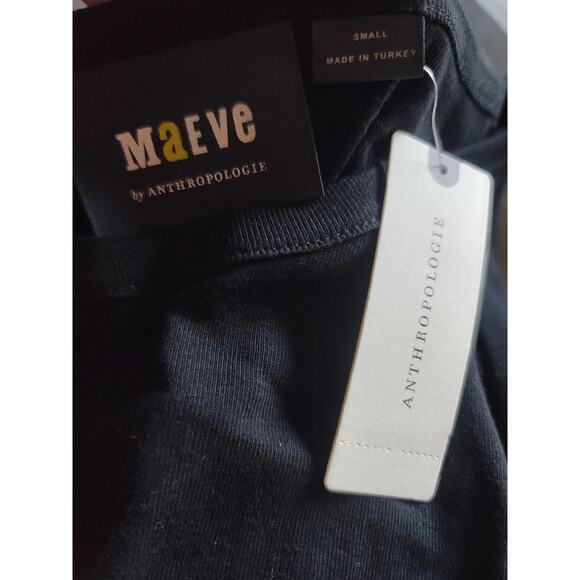 SMALL
MADE IN TURKEY
MaEVe
by ANTHROPOLOGIE
ANTHROPOLOGIE